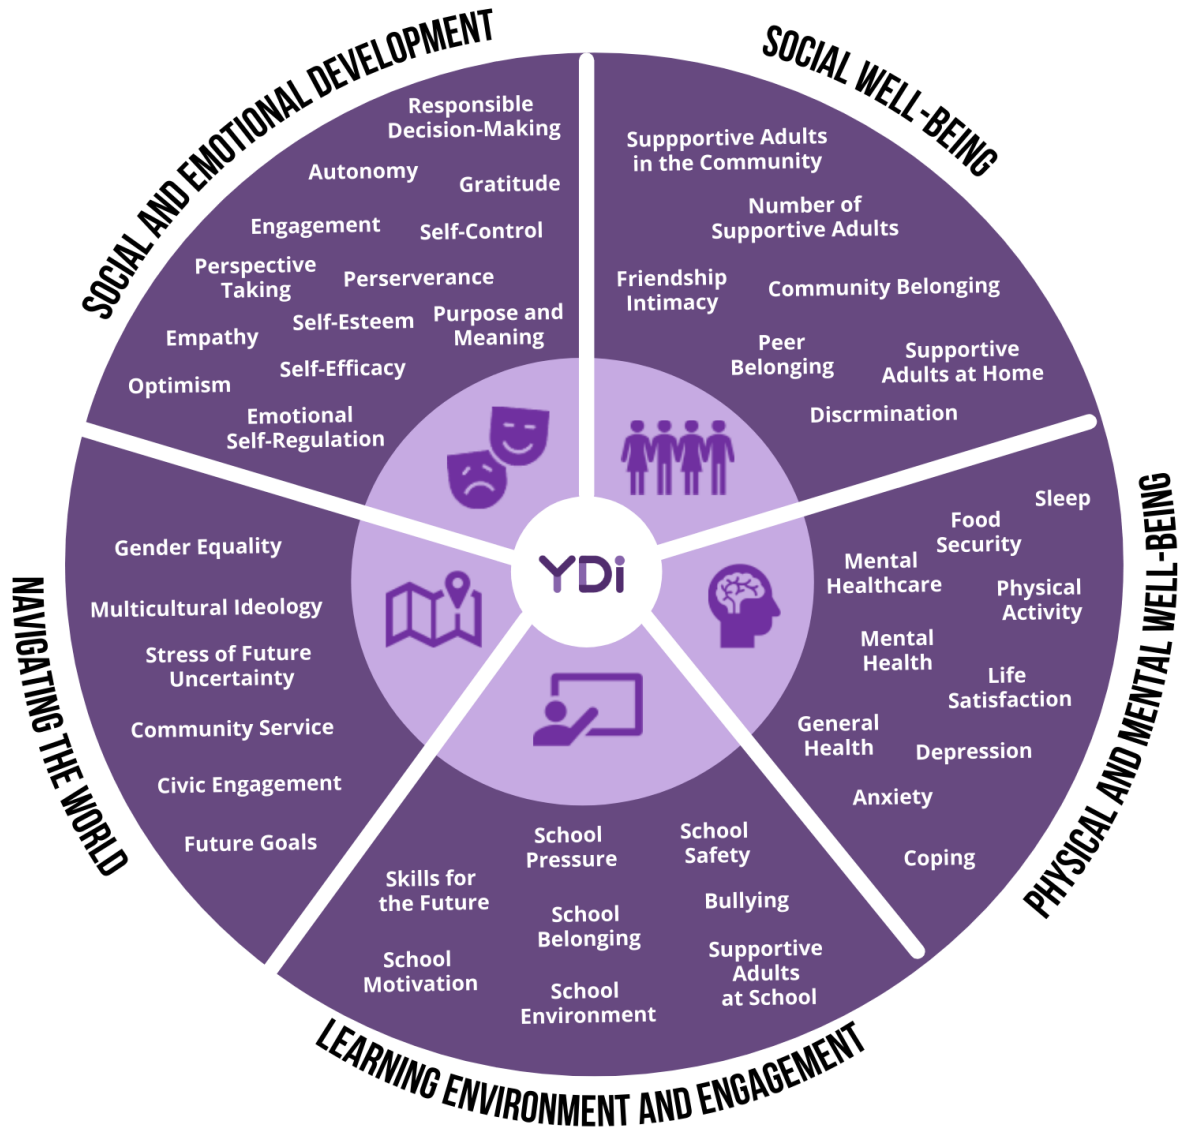 SOCIAL AND EMOTIONAL DEVELOPMENT
Responsible
Decision-Making
Autonomy
Gratitude
Engagement
Self-Control
Perspective
Taking
Perserverance
Empathy
Self-Esteem
Purpose and
Meaning
Optimism
Self-Efficacy
Emotional
Self-Regulation
SOCIAL WELL-BEING
Suppportive Adults
in the Community
Number of
Supportive Adults
Friendship
Intimacy
Community Belonging
Peer
Belonging
Supportive
Adults at Home
Discrmination
PHYSICAL AND MENTAL WELL-BEING
Sleep
Food
Security
Mental
Healthcare
Physical
Activity
Mental
Health
Life
Satisfaction
General
Health
Depression
Anxiety
Coping
LEARNING ENVIRONMENT AND ENGAGEMENT
School
Pressure
School
Safety
Skills for
the Future
Bullying
School
Belonging
School
Motivation
Supportive
Adults
at School
School
Environment
NAVIGATING THE WORLD
Gender Equality
Multicultural Ideology
Stress of Future
Uncertainty
Community Service
Civic Engagement
Future Goals
YDi